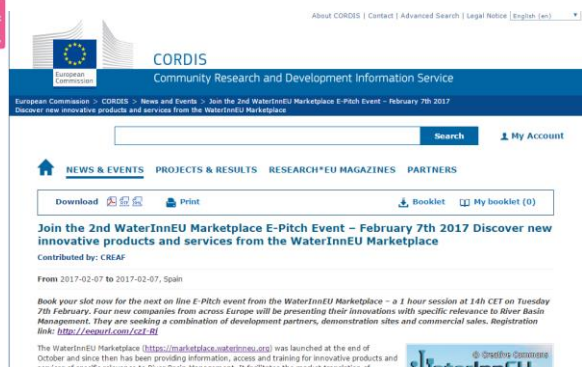 About CORDIS | Contact | Advanced Search | Legal Notice English (en)
European
Commission
CORDIS
Community Research and Development Information Service
European Commission > CORDIS > News and Events > Join the 2nd WaterInnEU Marketplace E-Pitch Event – February 7th 2017
Discover new innovative products and services from the WaterInnEU Marketplace
Search
My Account
NEWS & EVENTS PROJECTS & RESULTS RESEARCH*EU MAGAZINES PARTNERS
Download Print Booklet My booklet (0)
Join the 2nd WaterInnEU Marketplace E-Pitch Event – February 7th 2017 Discover new
innovative products and services from the WaterInnEU Marketplace
Contributed by: CREAF
From 2017-02-07 to 2017-02-07, Spain
Book your slot now for the next on line E-Pitch event from the WaterInnEU Marketplace – a 1 hour session at 14h CET on Tuesday
7th February. Four new companies from across Europe will be presenting their innovations with specific relevance to River Basin
Management. They are seeking a combination of development partners, demonstration sites and commercial sales. Registration
link: http://eepurl.com/czI-Rj
The WaterInnEU Marketplace (https://marketplace.waterinneu.org) was launched at the end of
October and since then has been providing information, access and training for innovative products and
© Creative Commons